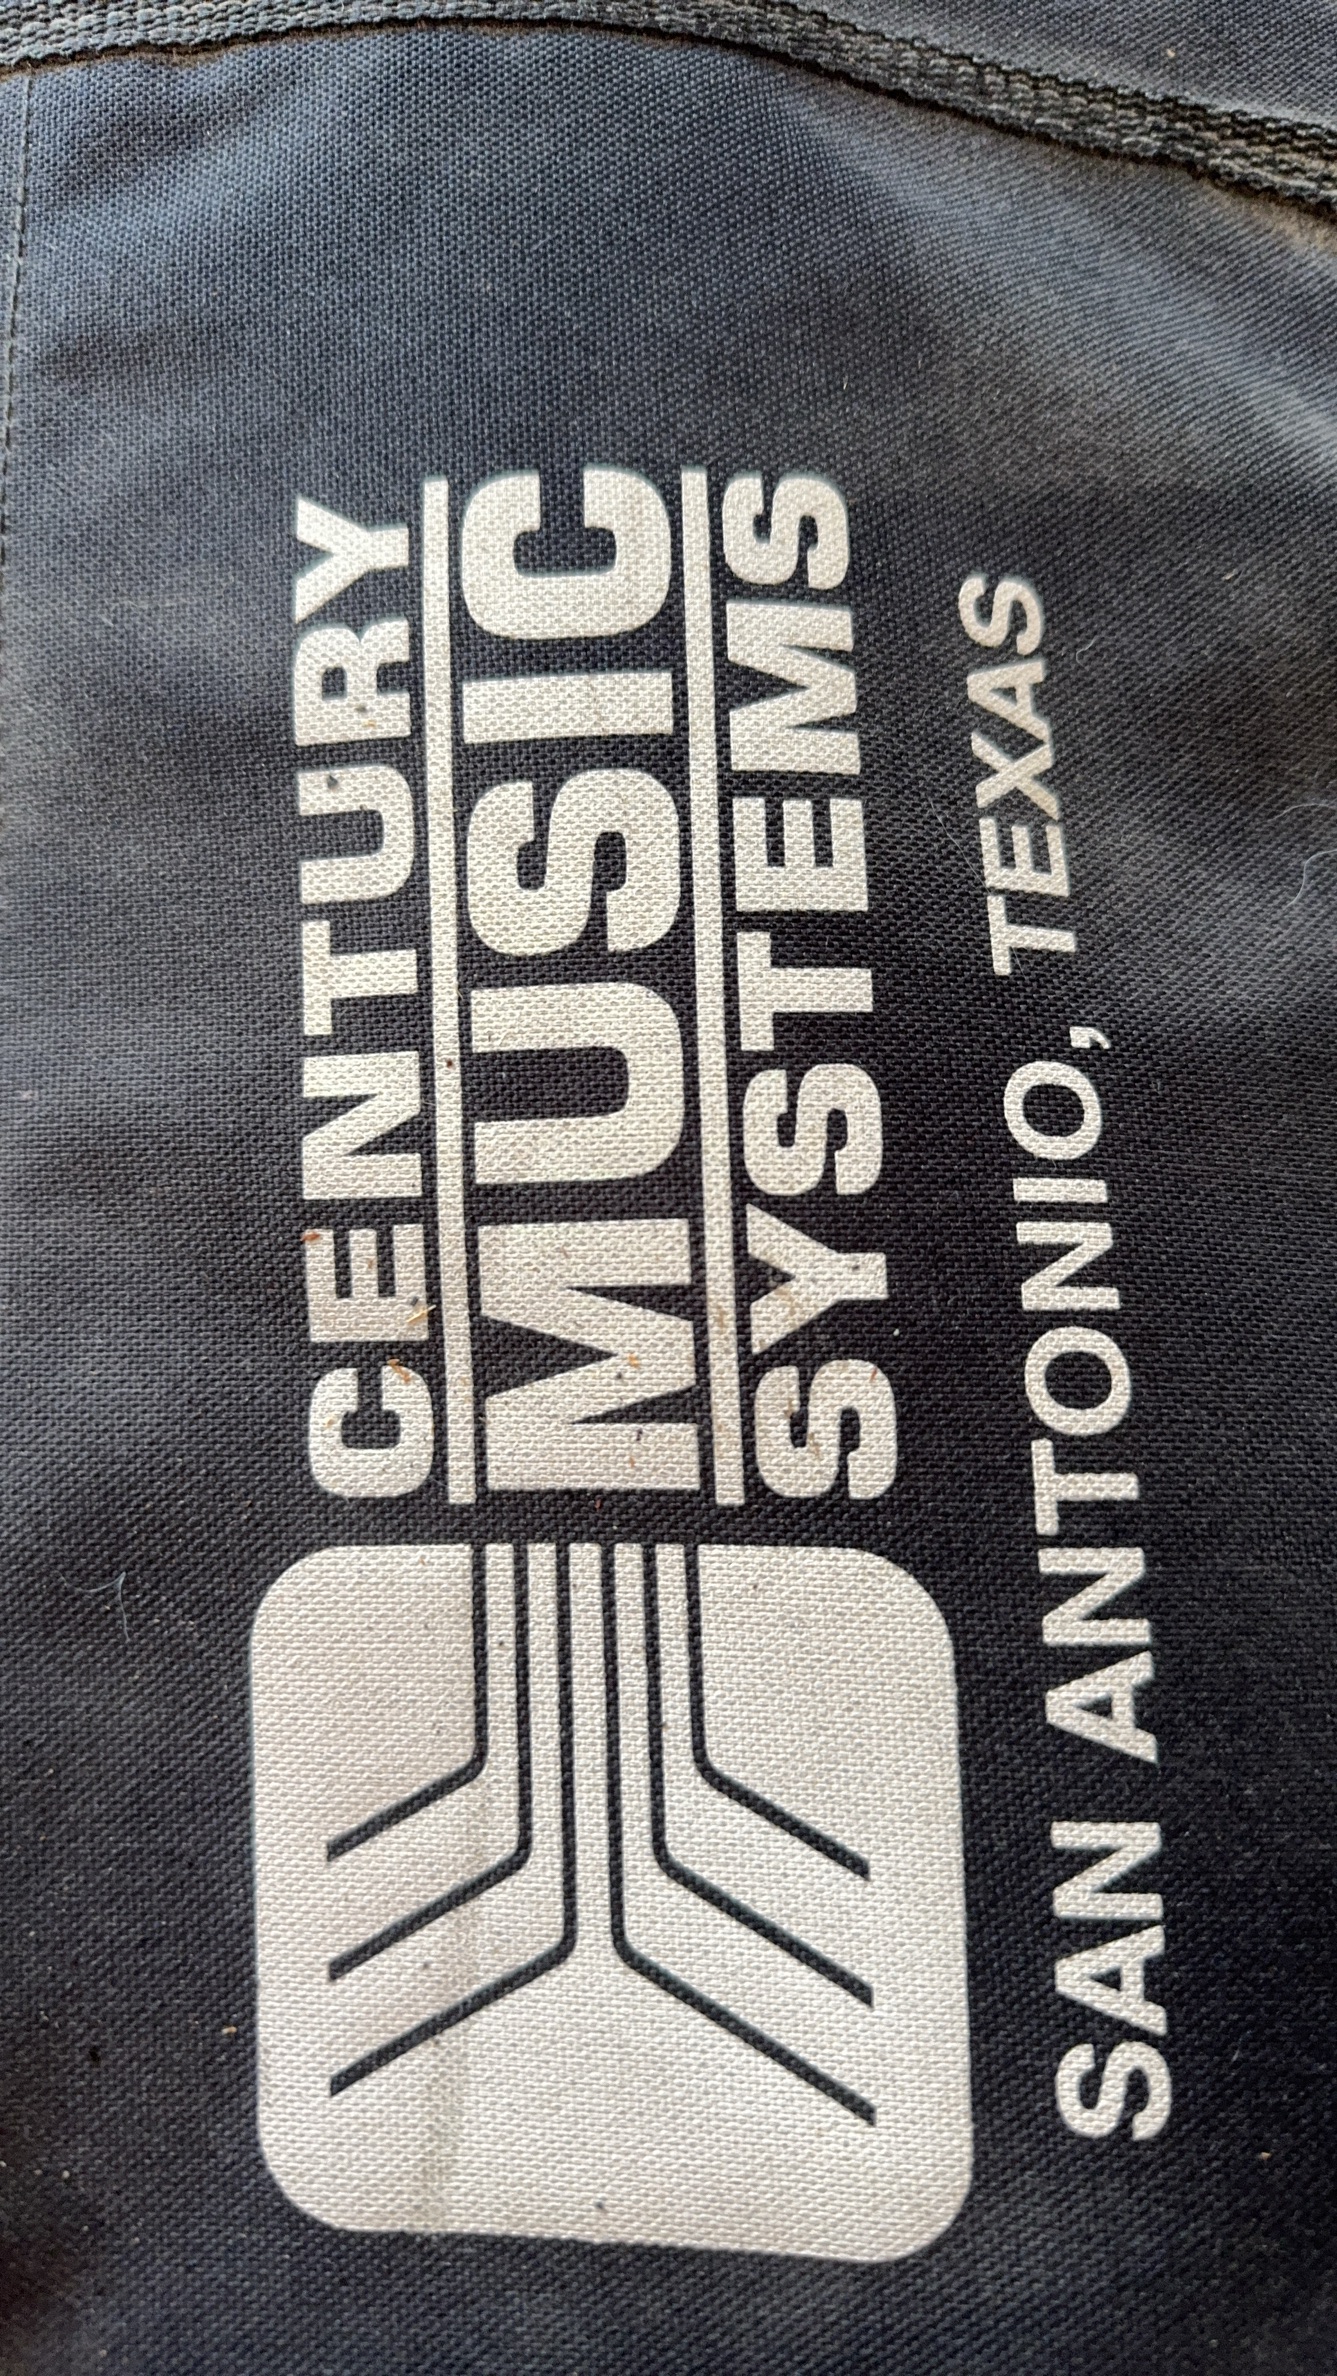 CENTURY
MUSIC
SYSTEMS
SAN ANTONIO, TEXAS